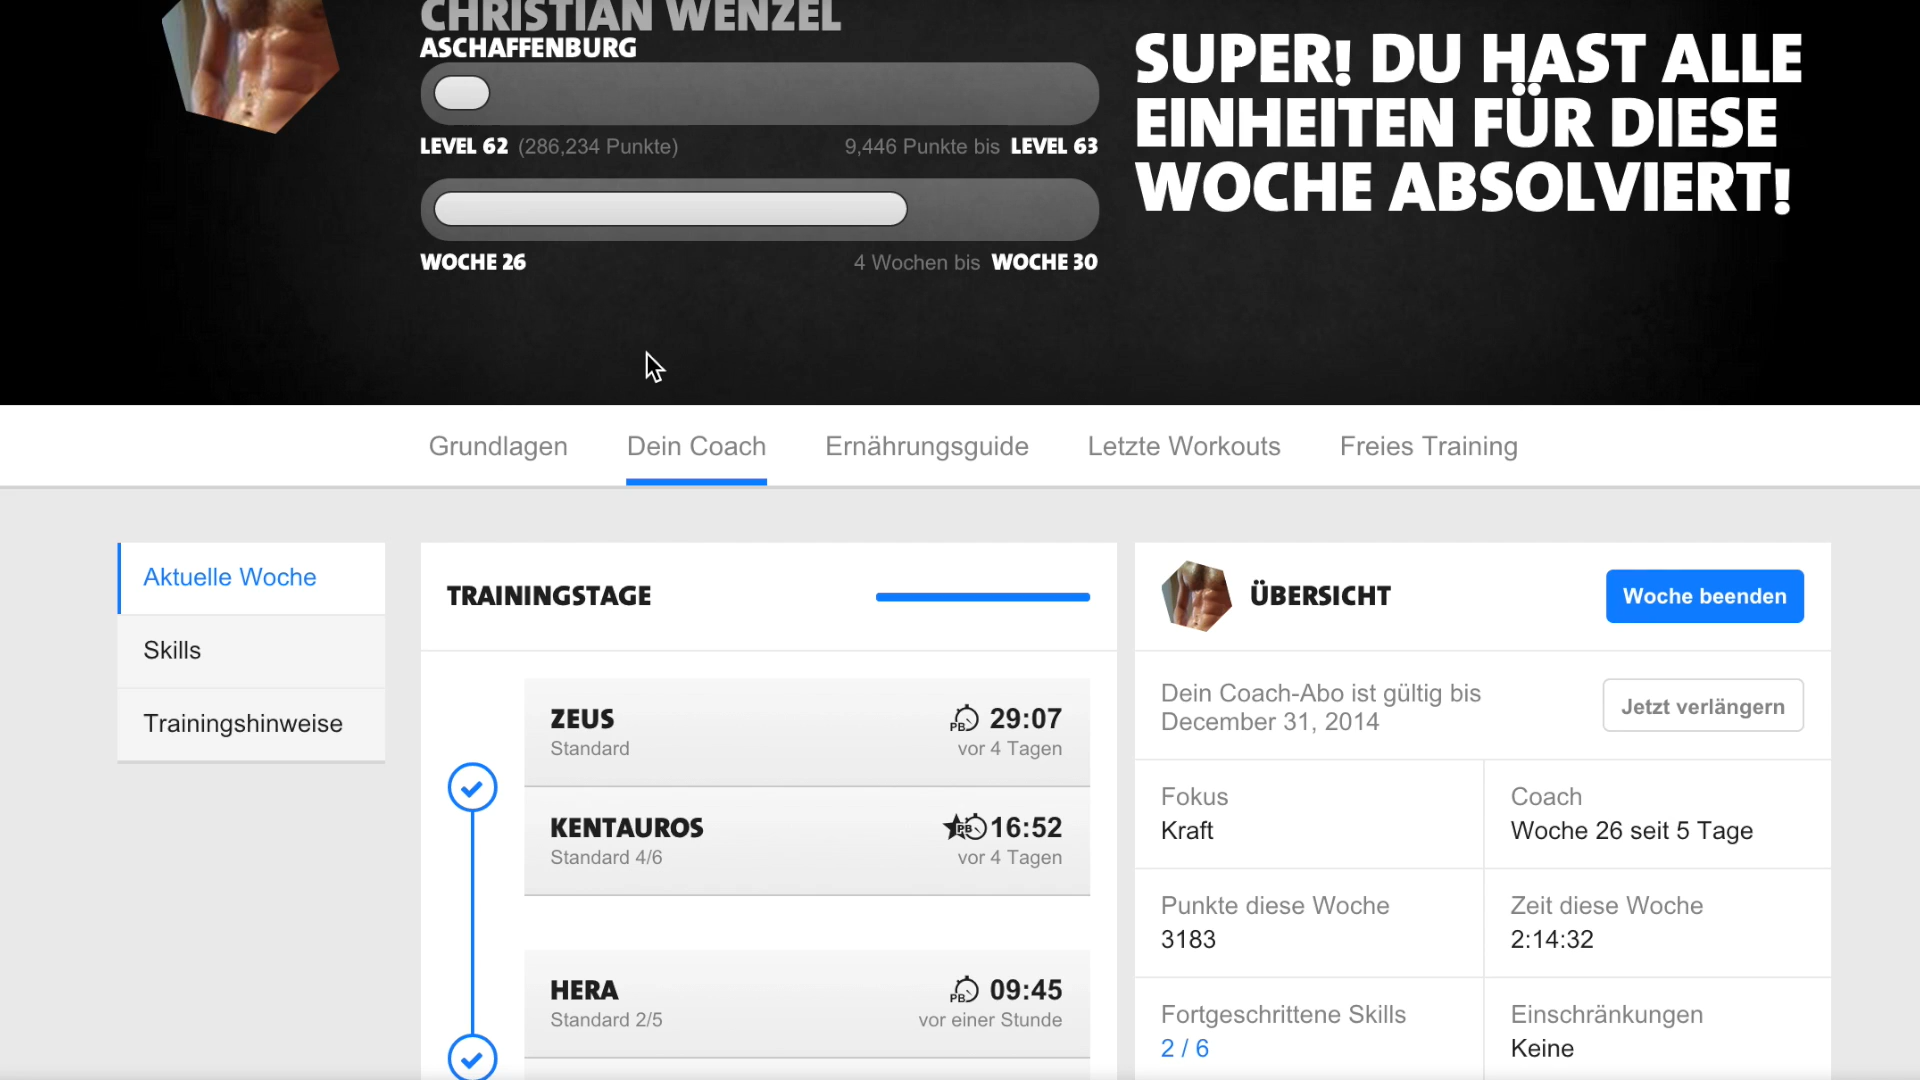 CHRISTIAN WENZEL
ASCHAFFENBURG
LEVEL 62 (286,234 Punkte)
9,446 Punkte bis LEVEL 63
WOCHE 26
4 Wochen bis WOCHE 30
SUPER! DU HAST ALLE
EINHEITEN FÜR DIESE
WOCHE ABSOLVIERT!
Grundlagen
Dein Coach
Ernährungsguide
Letzte Workouts
Freies Training
Aktuelle Woche
Skills
Trainingshinweise
TRAININGSTAGE
ZEUS
PB 29:07
Standard
vor 4 Tagen
KENTAUROS
PB 16:52
Standard 4/6
vor 4 Tagen
HERA
PB 09:45
Standard 2/5
vor einer Stunde
ÜBERSICHT
Woche beenden
Dein Coach-Abo ist gültig bis
December 31, 2014
Jetzt verlängern
Fokus
Kraft
Coach
Woche 26 seit 5 Tage
Punkte diese Woche
3183
Zeit diese Woche
2:14:32
Fortgeschrittene Skills
2 / 6
Einschränkungen
Keine